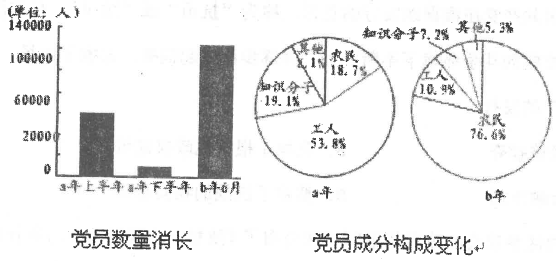 (单位:人)
140000
100000
60000
20000
0
a年上半年 a年下半年 b年6月
党员数量消长
其他
农民
18.7%
知识分子
19.1%
工人
53.8%
a年
知识分子7.2%
其他5.3%
工人
10.9%
农民
76.6%
b年
党员成分构成变化